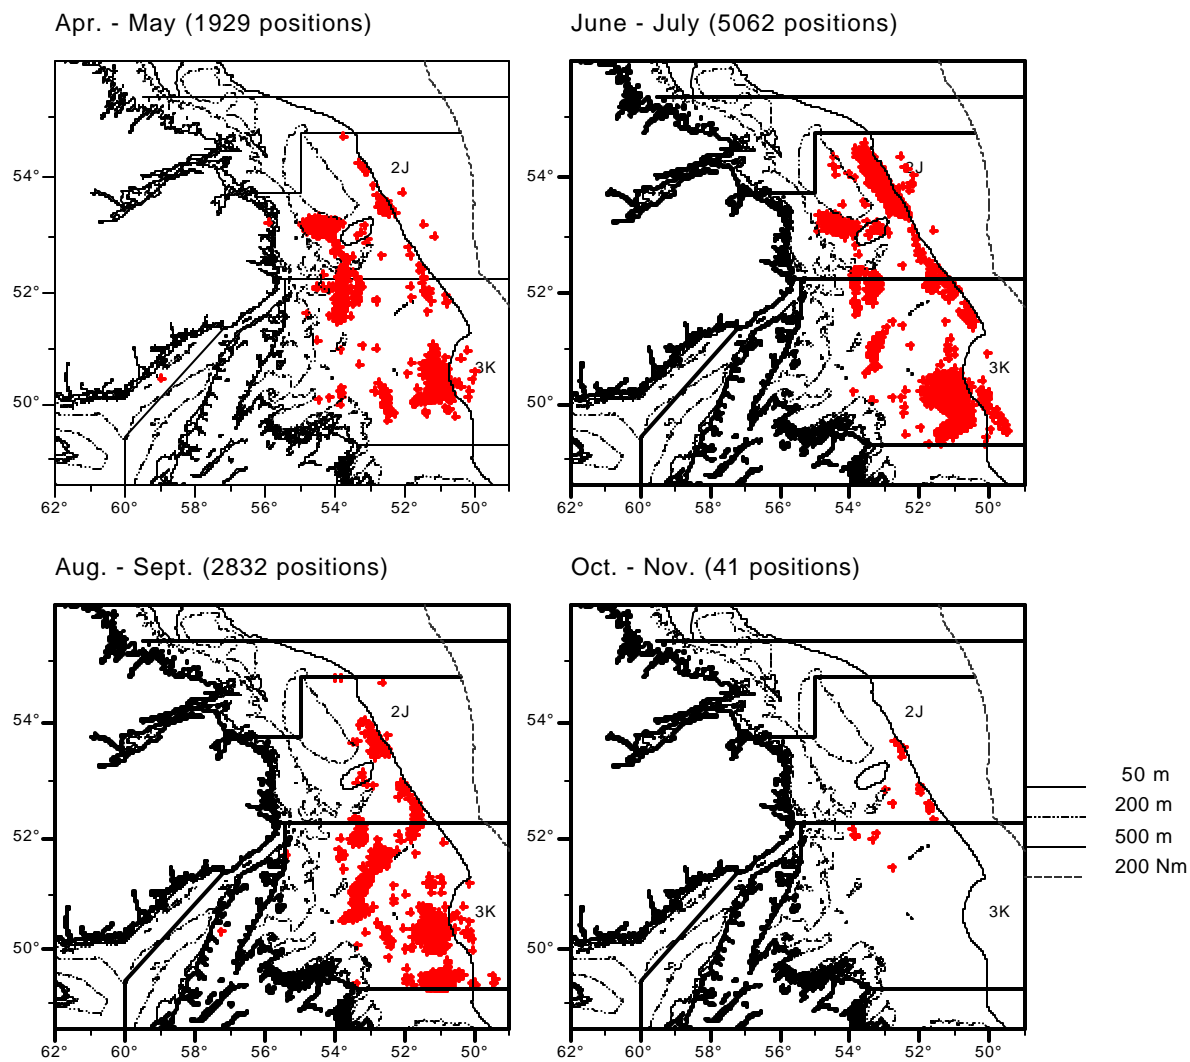 Apr. - May (1929 positions)
June - July (5062 positions)
2J
2J
54°
54°
52°
52°
3K
3K
50°
50°
62° 60° 58° 56° 54° 52° 50°
62° 60° 58° 56° 54° 52° 50°
Aug. - Sept. (2832 positions)
Oct. - Nov. (41 positions)
2J
2J
54°
54°
50 m
200 m
52°
52°
500 m
200 Nm
3K
3K
50°
50°
62° 60° 58° 56° 54° 52° 50°
62° 60° 58° 56° 54° 52° 50°